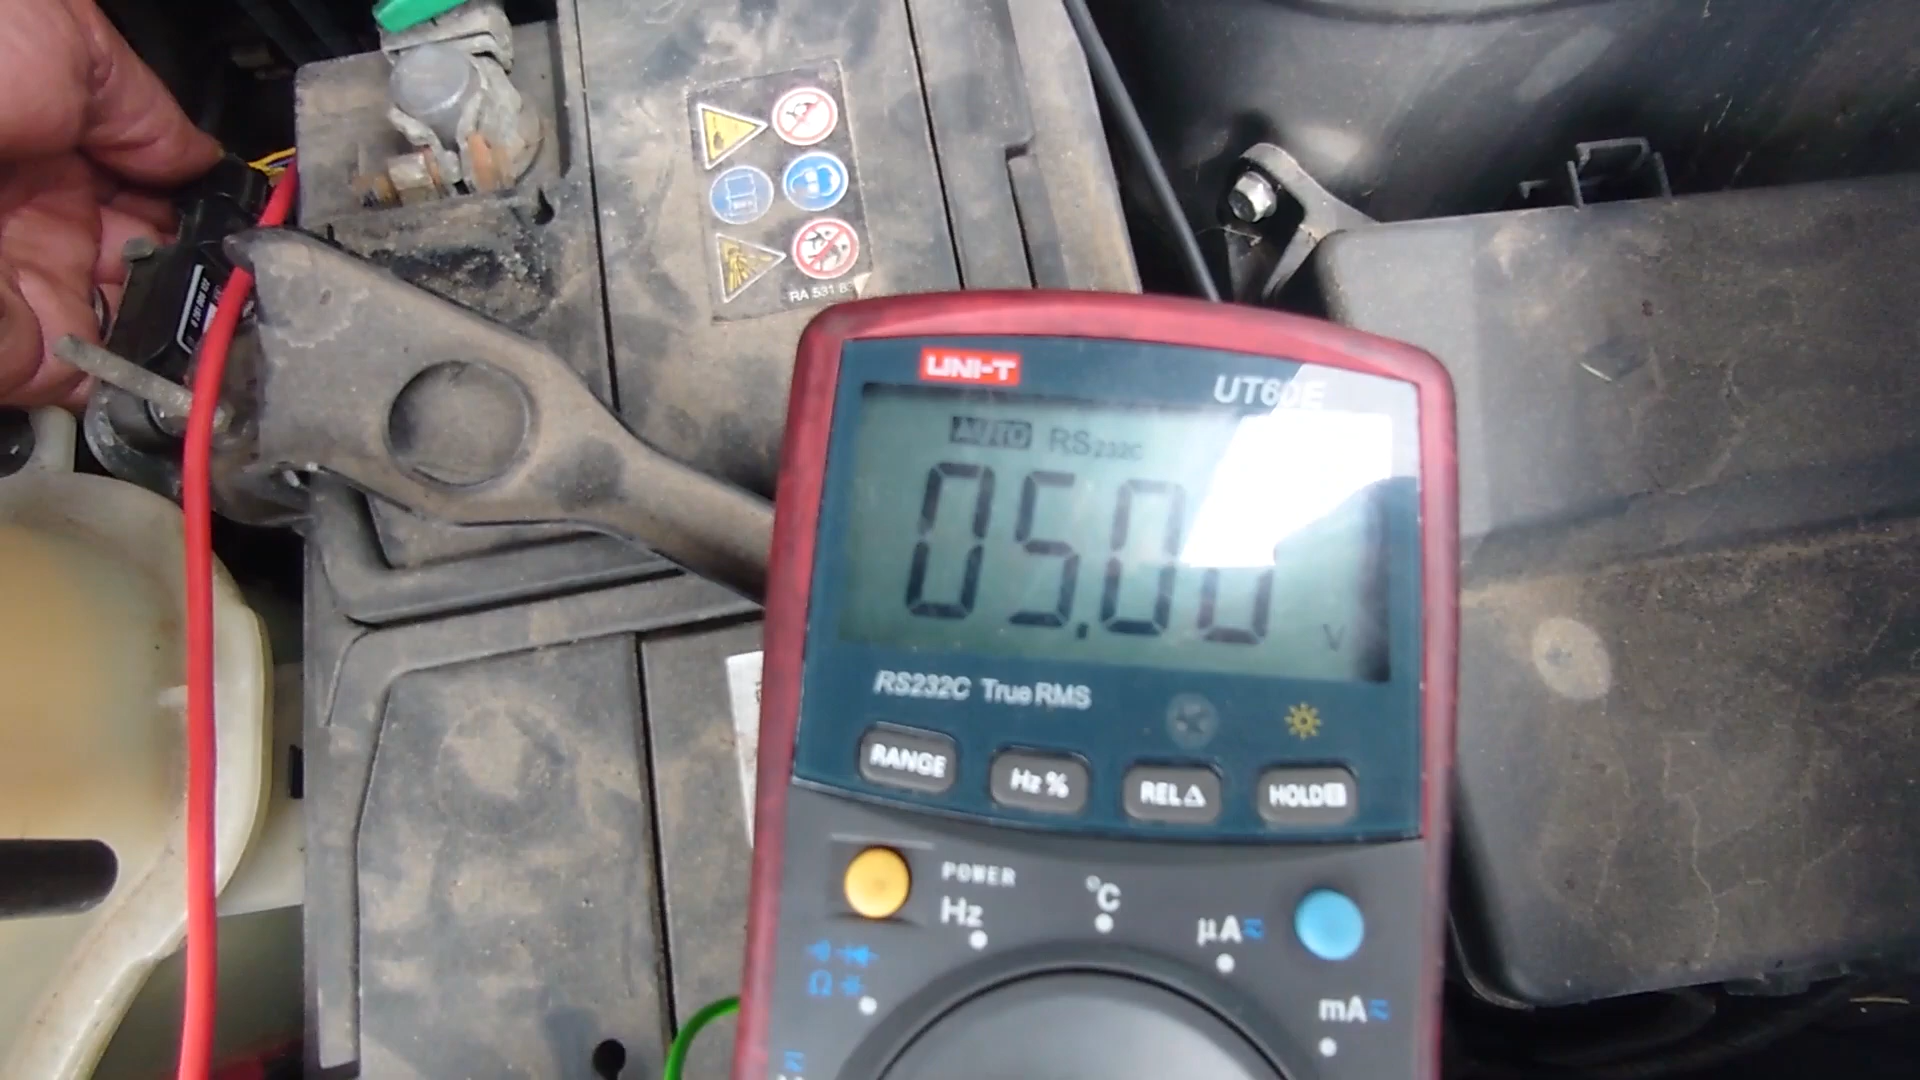 RA 531 83
UNI-T
UT60E
AUTO RS232C
05.00
V
RS232C True RMS
RANGE
Hz %
REL Δ
HOLD
POWER
Hz
°C
μA
Ω
mA